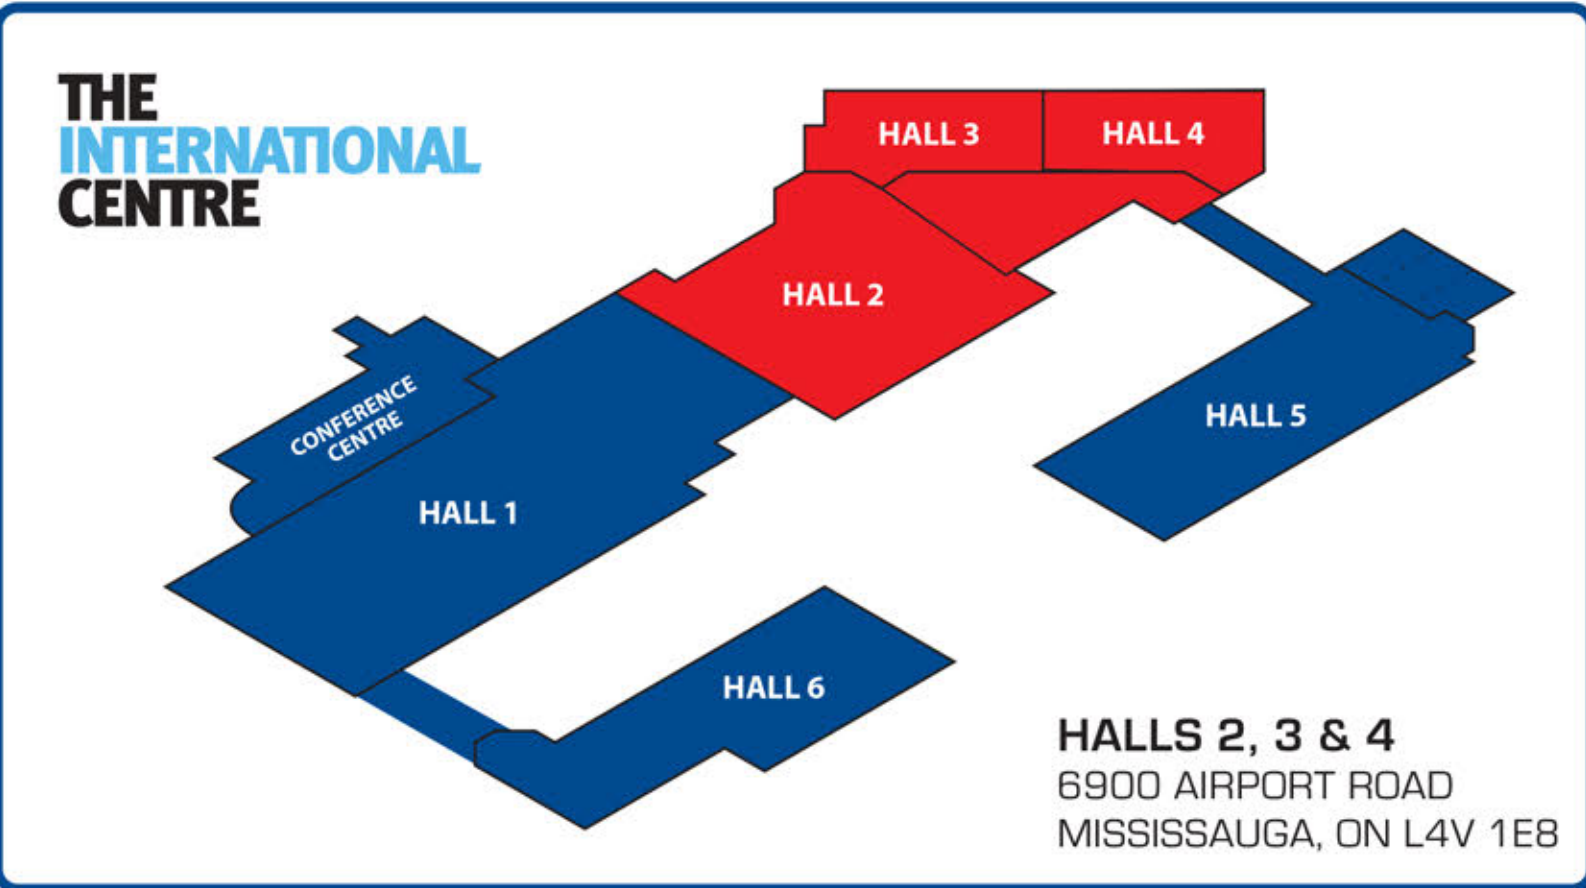 THE
INTERNATIONAL
CENTRE
HALL 3
HALL 4
HALL 2
CONFERENCE
CENTRE
HALL 5
HALL 1
HALL 6
HALLS 2, 3 & 4
6900 AIRPORT ROAD
MISSISSAUGA, ON L4V 1E8